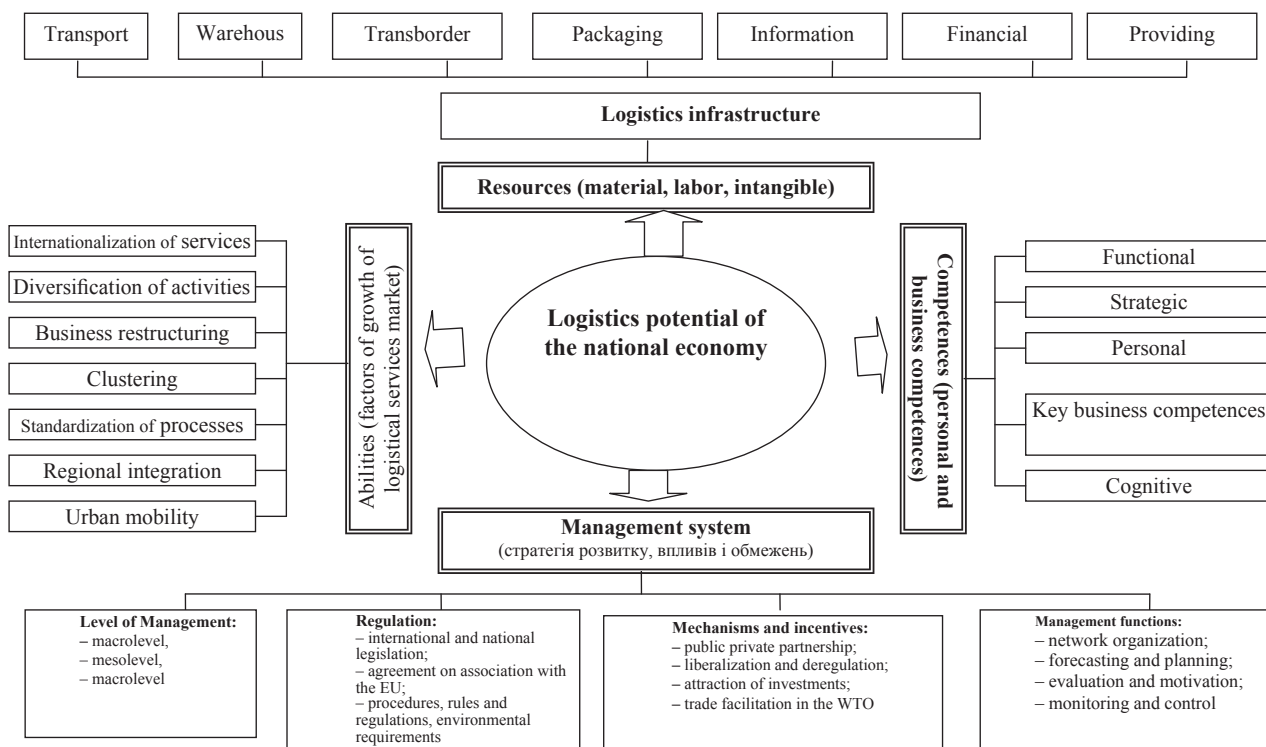 Transport
Warehous
Transborder
Packaging
Information
Financial
Providing
Logistics infrastructure
Resources (material, labor, intangible)
Internationalization of services
Diversification of activities
Business restructuring
Clustering
Standardization of processes
Regional integration
Urban mobility
Abilities (factors of growth of
logistical services market)
Logistics potential of
the national economy
Competences (personal and
business competences)
Functional
Strategic
Personal
Key business competences
Cognitive
Management system
(стратегія розвитку, впливів і обмежень)
Level of Management:
– macrolevel,
– mesolevel,
– macrolevel
Regulation:
– international and national
legislation;
– agreement on association with
the EU;
– procedures, rules and
regulations, environmental
requirements
Mechanisms and incentives:
– public private partnership;
– liberalization and deregulation;
– attraction of investments;
– trade facilitation in the WTO
Management functions:
– network organization;
– forecasting and planning;
– evaluation and motivation;
– monitoring and control